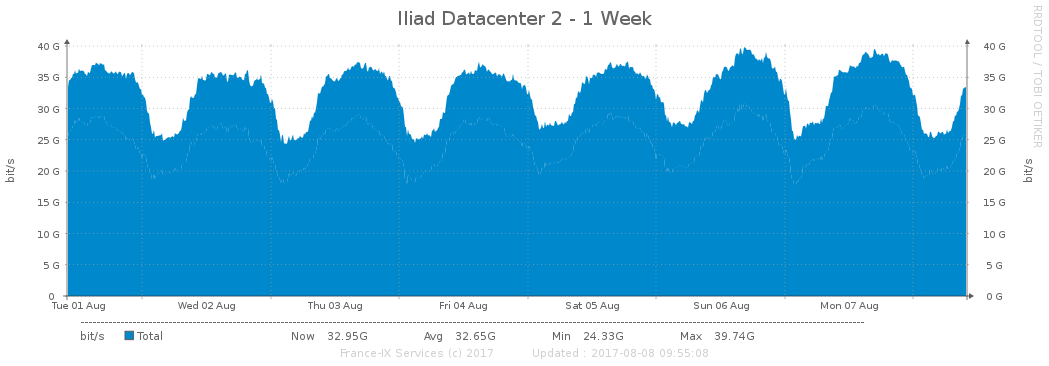 Iliad Datacenter 2 - 1 Week
RRDTOOL / TOBI OETIKER
40 G 40 G
35 G 35 G
30 G 30 G
25 G 25 G
20 G 20 G
15 G 15 G
10 G 10 G
5 G 5 G
0 0 G
bit/s bit/s
Tue 01 Aug Wed 02 Aug Thu 03 Aug Fri 04 Aug Sat 05 Aug Sun 06 Aug Mon 07 Aug
bit/s Total Now 32.95G Avg 32.65G Min 24.33G Max 39.74G
France-IX Services (c) 2017 Updated : 2017-08-08 09:55:08